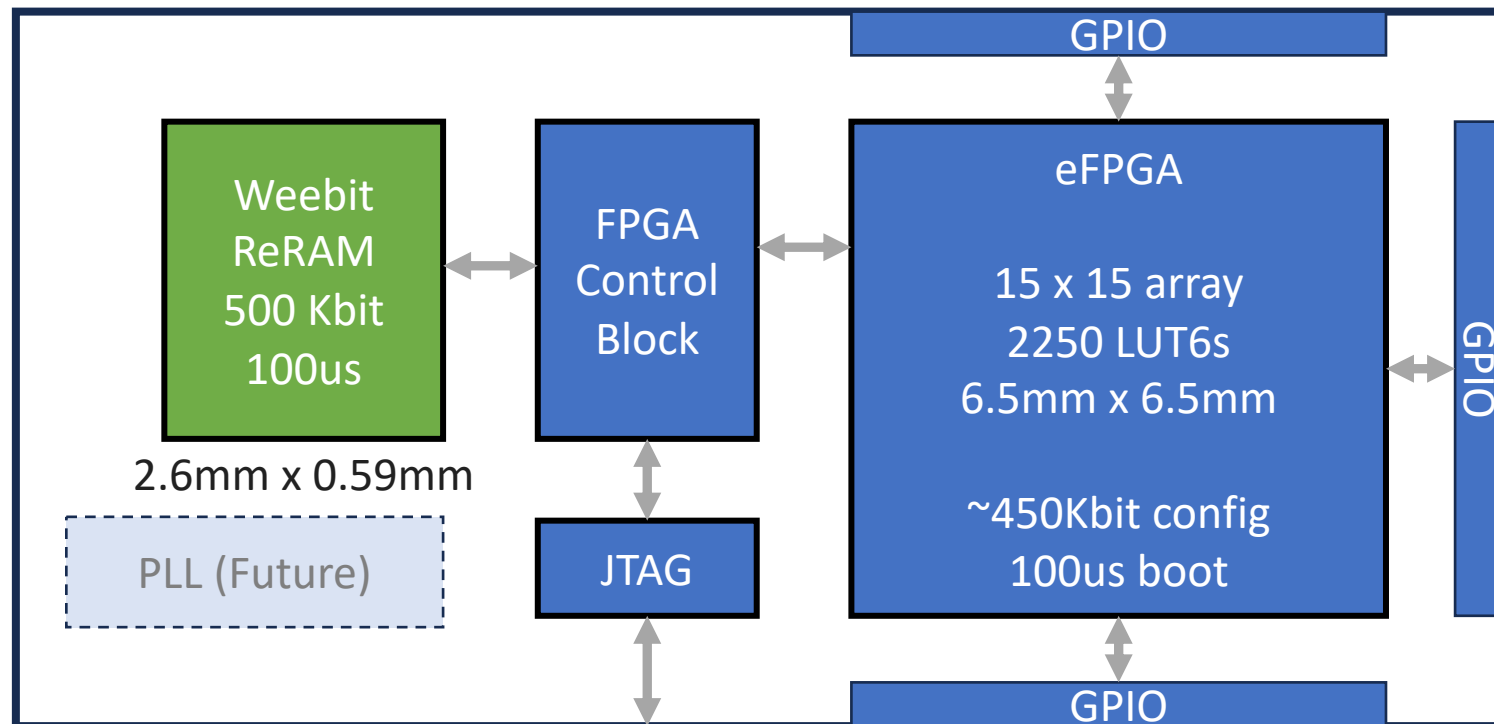 GPIO
Weebit
ReRAM
500 Kbit
100us
2.6mm x 0.59mm
PLL (Future)
FPGA
Control
Block
JTAG
eFPGA
15 x 15 array
2250 LUT6s
6.5mm x 6.5mm
~450Kbit config
100us boot
GPIO
GPIO